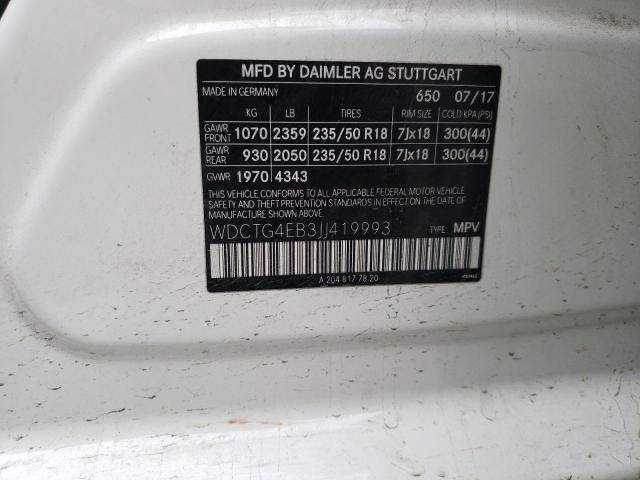 MFD BY DAIMLER AG STUTTGART
MADE IN GERMANY 650 07/17
KG LB TIRES RIM SIZE COLD KPA (PSI)
GAWR FRONT 1070 2359 235/50 R18 7Jx18 300(44)
GAWR REAR 930 2050 235/50 R18 7Jx18 300(44)
GVWR 1970 4343
THIS VEHICLE CONFORMS TO ALL APPLICABLE FEDERAL MOTOR VEHICLE
SAFETY AND BUMPER AND THEFT PREVENTION STANDARDS IN
EFFECT ON THE DATE OF MANUFACTURE SHOWN ABOVE.
WDCTG4EB3JJ419993 TYPE: MPV
A 204 817 78 20